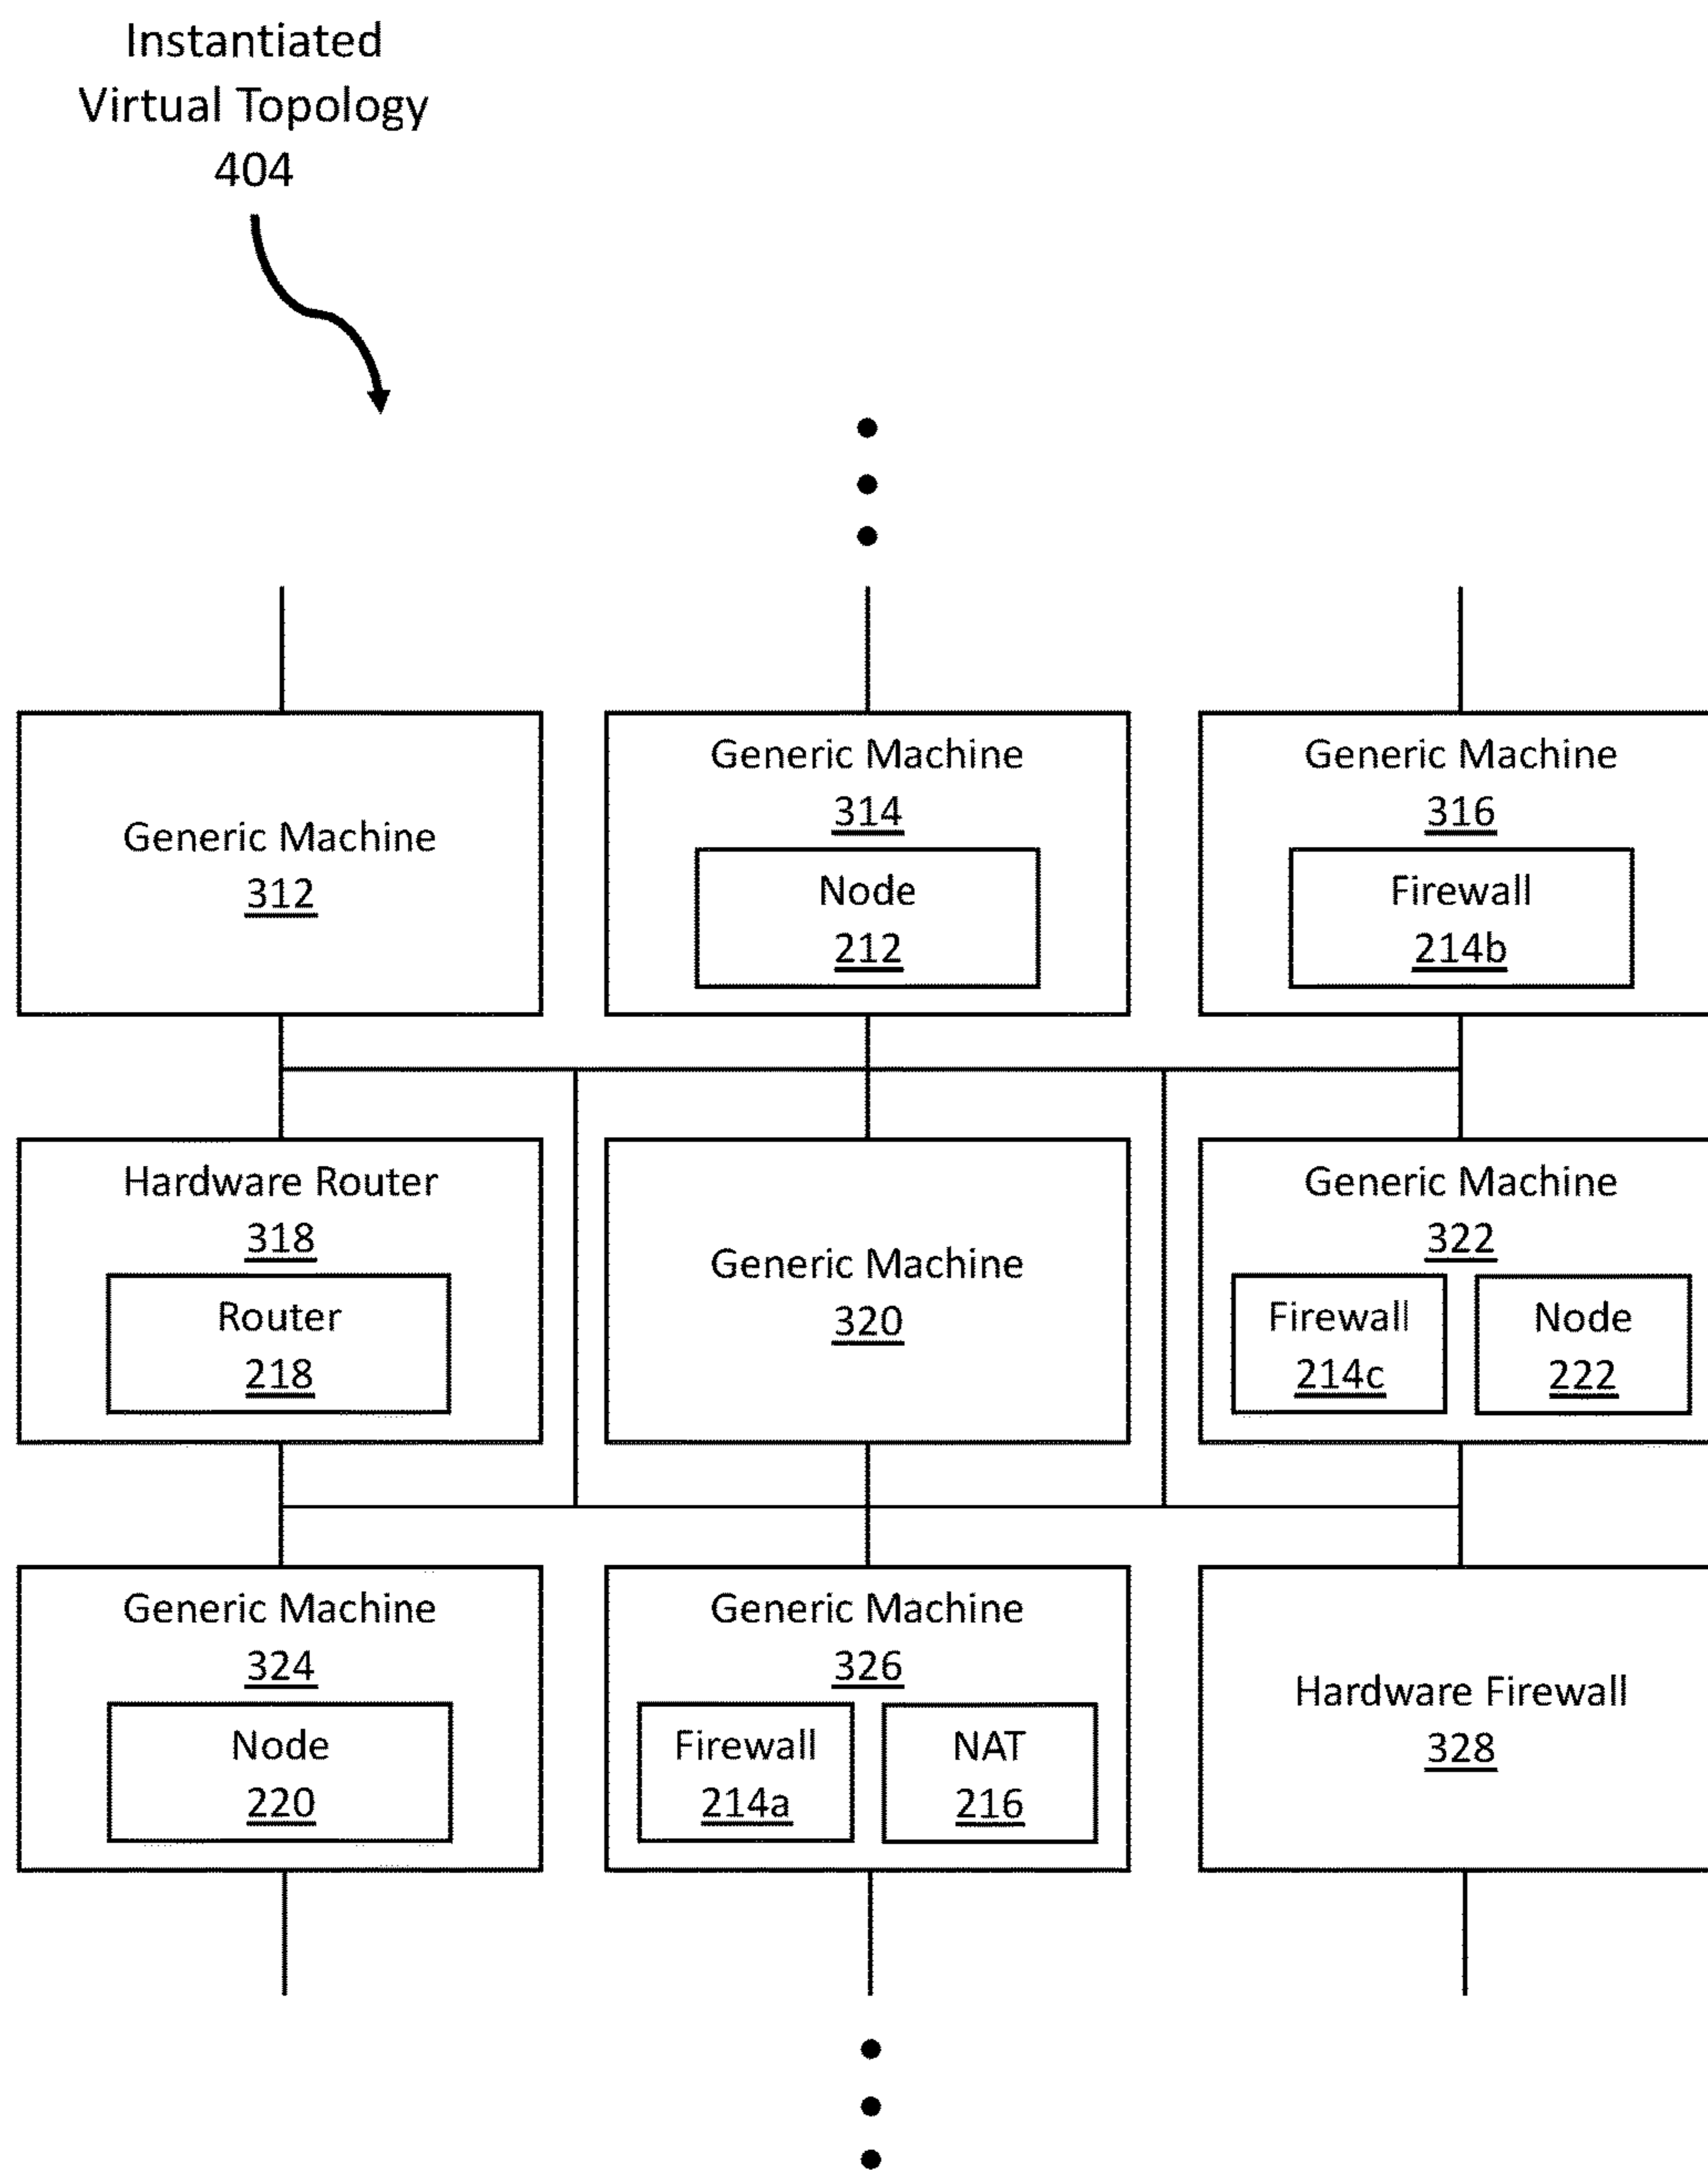 Instantiated
Virtual Topology
404
Generic Machine
312
Generic Machine
314
Node
212
Generic Machine
316
Firewall
214b
Hardware Router
318
Router
218
Generic Machine
320
Generic Machine
322
Firewall
214c
Node
222
Generic Machine
324
Node
220
Generic Machine
326
Firewall
214a
NAT
216
Hardware Firewall
328